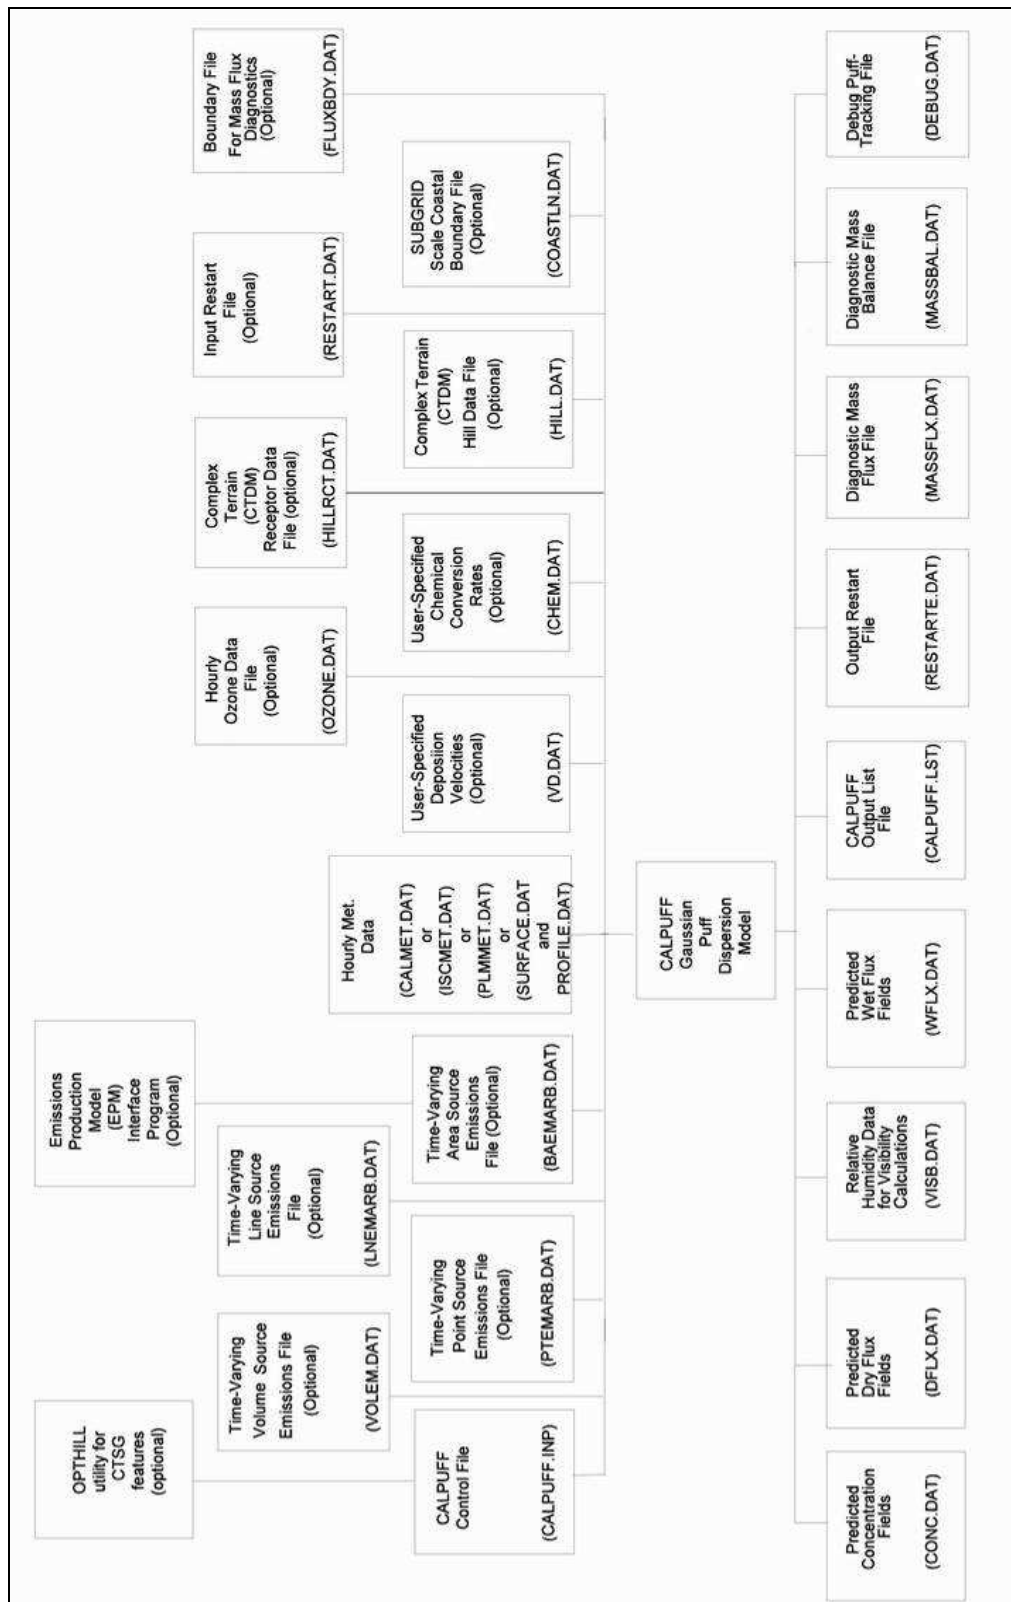 OPTHILL
utility for
CTSG
features
(optional)
Emissions
Production
Model
(EPM)
Interface
Program
(Optional)
Time-Varying
Volume Source
Emissions File
(Optional)
(VOLEM.DAT)
Time-Varying
Line Source
Emissions
File
(Optional)
(LNEMARB.DAT)
Hourly
Ozone Data
File
(Optional)
(OZONE.DAT)
Complex
Terrain
(CTDM)
Receptor Data
File (optional)
(HILLRCT.DAT)
Input Restart
File
(Optional)
(RESTART.DAT)
Boundary File
For Mass Flux
Diagnostics
(Optional)
(FLUXBDY.DAT)
CALPUFF
Control File
(CALPUFF.INP)
Time-Varying
Point Source
Emissions File
(Optional)
(PTEMARB.DAT)
Time-Varying
Area Source
Emissions
File (Optional)
(BAEMARB.DAT)
Hourly Met.
Data
(CALMET.DAT)
or
(ISCMET.DAT)
or
(PLMMET.DAT)
or
(SURFACE.DAT
and
PROFILE.DAT)
User-Specified
Deposiion
Velocities
(Optional)
(VD.DAT)
User-Specified
Chemical
Conversion
Rates
(Optional)
(CHEM.DAT)
Complex Terrain
(CTDM)
Hill Data File
(Optional)
(HILL.DAT)
SUBGRID
Scale Coastal
Boundary File
(Optional)
(COASTLN.DAT)
CALPUFF
Gaussian
Puff
Dispersion
Model
Predicted
Concentration
Fields
(CONC.DAT)
Predicted
Dry Flux
Fields
(DFLX.DAT)
Relative
Humidity Data
for Visibility
Calculations
(VISB.DAT)
Predicted
Wet Flux
Fields
(WFLX.DAT)
CALPUFF
Output List
File
(CALPUFF.LST)
Output Restart
File
(RESTARTE.DAT)
Diagnostic Mass
Flux File
(MASSFLX.DAT)
Diagnostic Mass
Balance File
(MASSBAL.DAT)
Debug Puff-
Tracking File
(DEBUG.DAT)